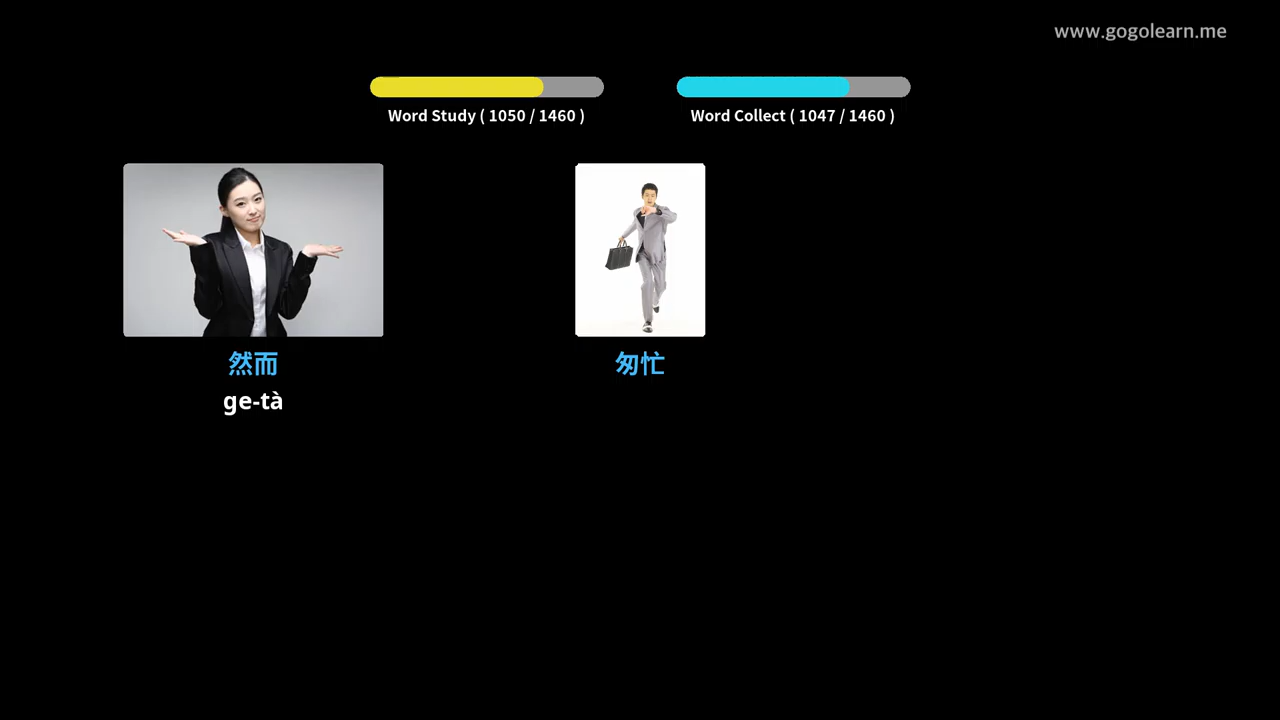 www.gogolearn.me
Word Study ( 1050 / 1460 )
Word Collect ( 1047 / 1460 )
然而
匆忙
ge-tà